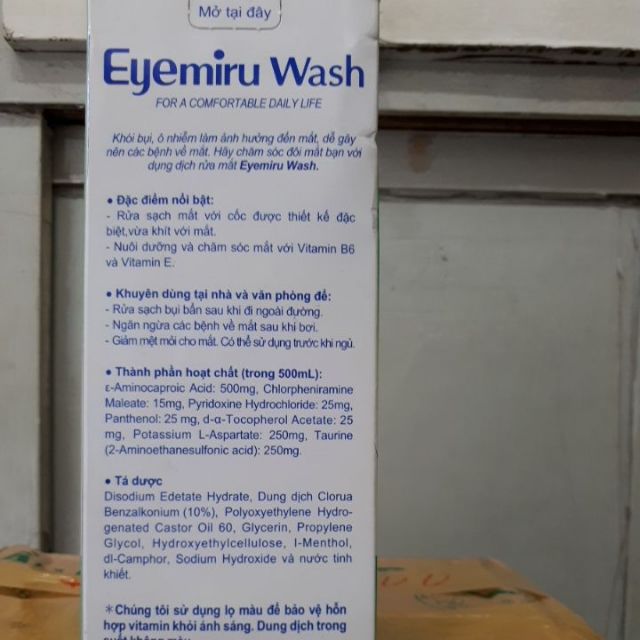 Mở tại đây
Eyemiru Wash
FOR A COMFORTABLE DAILY LIFE
Khói bụi, ô nhiễm làm ảnh hưởng đến mắt, dễ gây
nên các bệnh về mắt. Hãy chăm sóc đôi mắt bạn với
dụng dịch rửa mắt Eyemiru Wash.
• Đặc điểm nổi bật:
- Rửa sạch mắt với cốc được thiết kế đặc
biệt,vừa khít với mắt.
- Nuôi dưỡng và chăm sóc mắt với Vitamin B6
và Vitamin E.
• Khuyên dùng tại nhà và văn phòng để:
- Rửa sạch bụi bẩn sau khi đi ngoài đường.
- Ngăn ngừa các bệnh về mắt sau khi bơi.
- Giảm mệt mỏi cho mắt. Có thể sử dụng trước khi ngủ.
• Thành phần hoạt chất (trong 500mL):
ε-Aminocaproic Acid: 500mg, Chlorpheniramine
Maleate: 15mg, Pyridoxine Hydrochloride: 25mg,
Panthenol: 25 mg, d-α-Tocopherol Acetate: 25
mg, Potassium L-Aspartate: 250mg, Taurine
(2-Aminoethanesulfonic acid): 250mg.
• Tá dược
Disodium Edetate Hydrate, Dung dịch Clorua
Benzalkonium (10%), Polyoxyethylene Hydro-
genated Castor Oil 60, Glycerin, Propylene
Glycol, Hydroxyethylcellulose, l-Menthol,
dl-Camphor, Sodium Hydroxide và nước tinh
khiết.
*Chúng tôi sử dụng lọ màu để bảo vệ hỗn
hợp vitamin khỏi ánh sáng. Dung dịch trong
suốt không màu